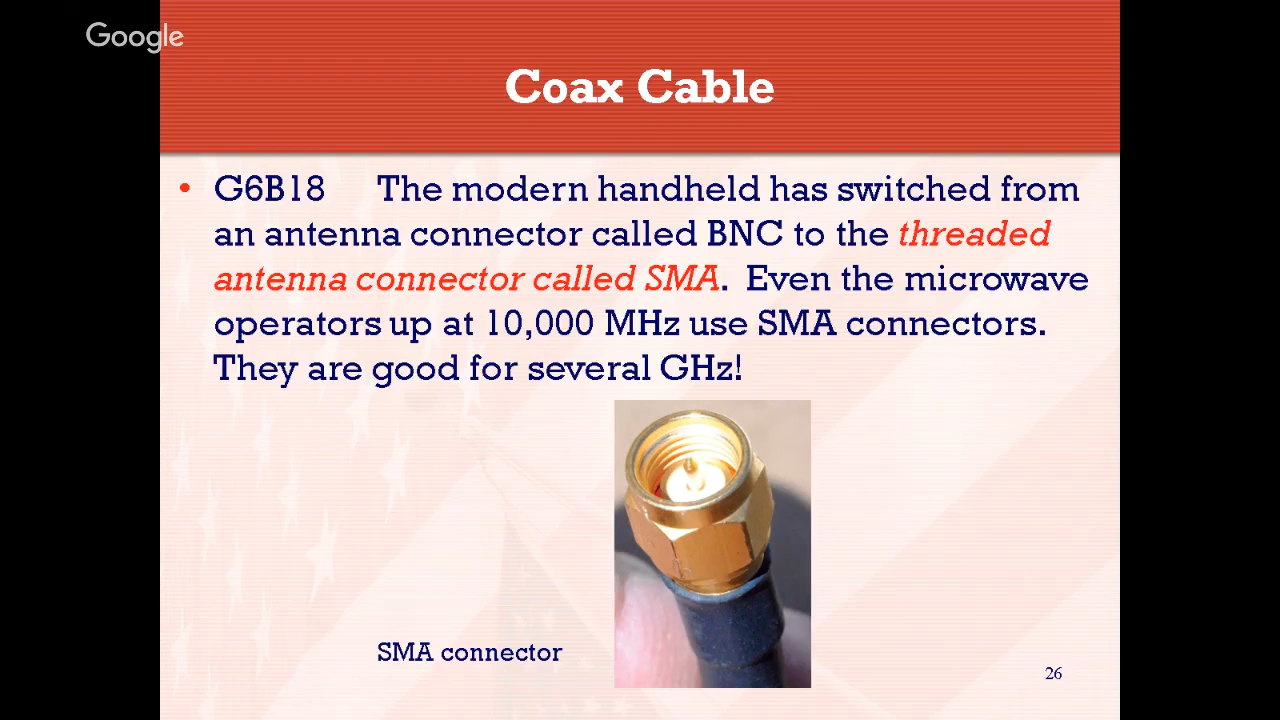 Google
Coax Cable
• G6B18 The modern handheld has switched from
an antenna connector called BNC to the threaded
antenna connector called SMA. Even the microwave
operators up at 10,000 MHz use SMA connectors.
They are good for several GHz!
SMA connector
26